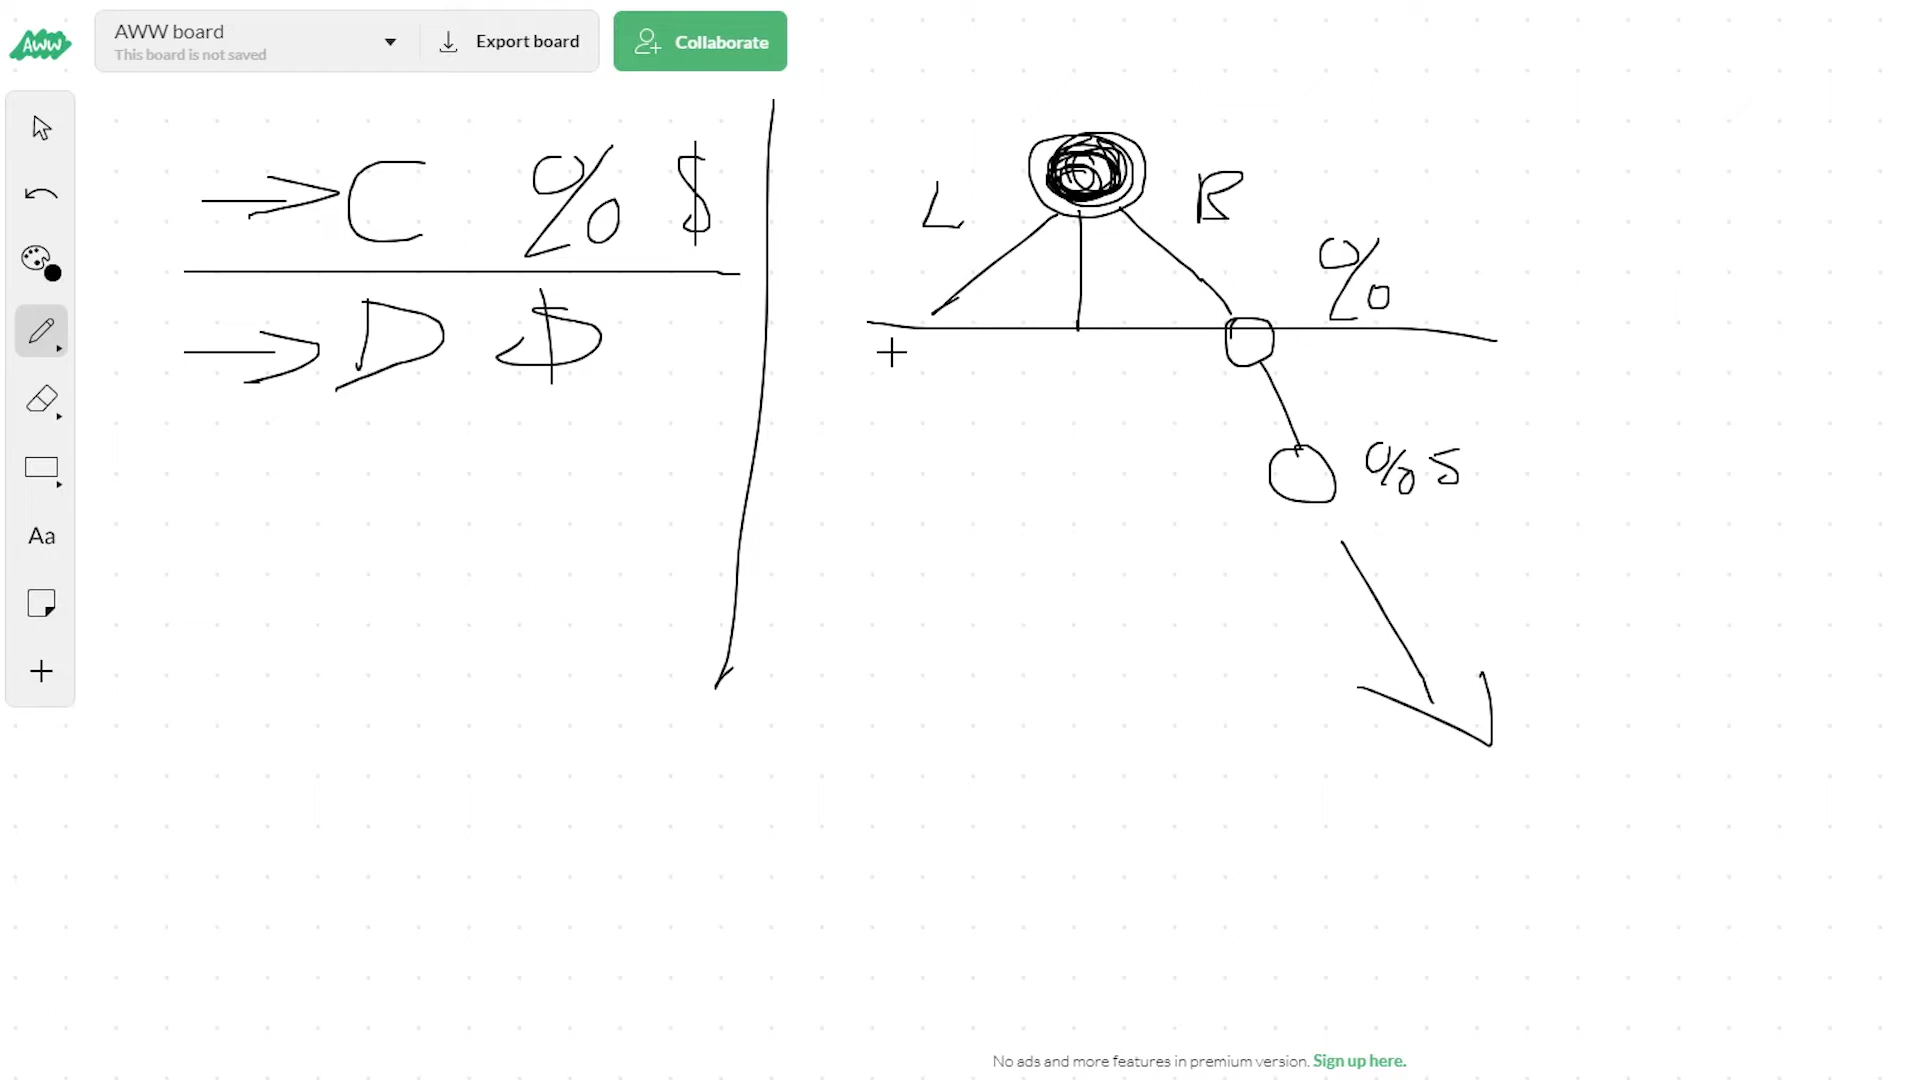 AWW
AWW board
This board is not saved
Export board
Collaborate
Aa
C % $
D $
L R
%
% S
No ads and more features in premium version. Sign up here.